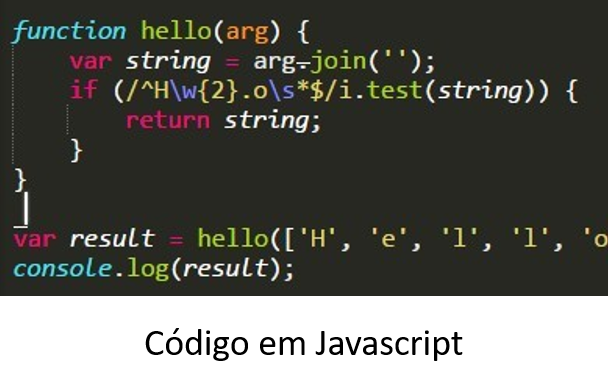 function hello(arg) {
var string = arg.join('');
if (/^H\w{2}.o\s*$/i.test(string)) {
return string;
}
}
var result = hello(['H', 'e', 'l', 'l', 'o
console.log(result);
Código em Javascript